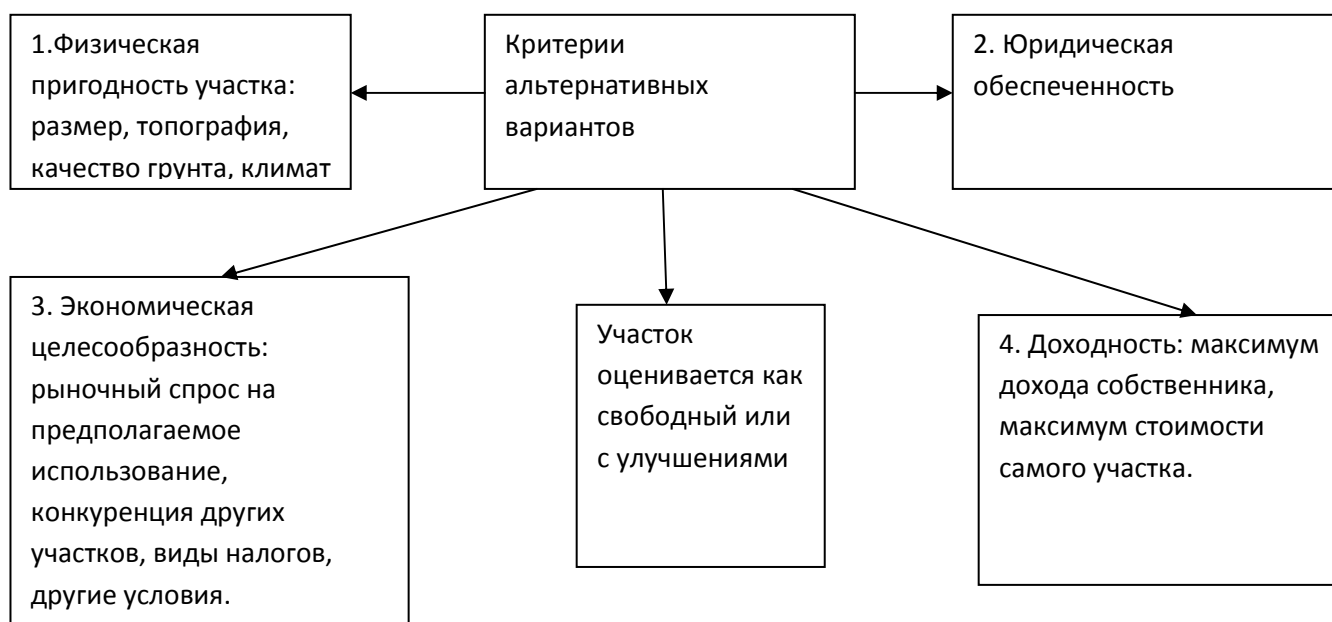 1.Физическая
пригодность участка:
размер, топография,
качество грунта, климат
Критерии
альтернативных
вариантов
2. Юридическая
обеспеченность
3. Экономическая
целесообразность:
рыночный спрос на
предполагаемое
использование,
конкуренция других
участков, виды налогов,
другие условия.
Участок
оценивается как
свободный или
с улучшениями
4. Доходность: максимум
дохода собственника,
максимум стоимости
самого участка.